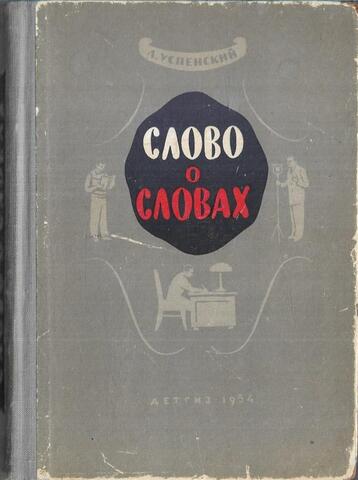 Л. УСПЕНСКИЙ
СЛОВО
О
СЛОВАХ
ДЕТГИЗ 1954